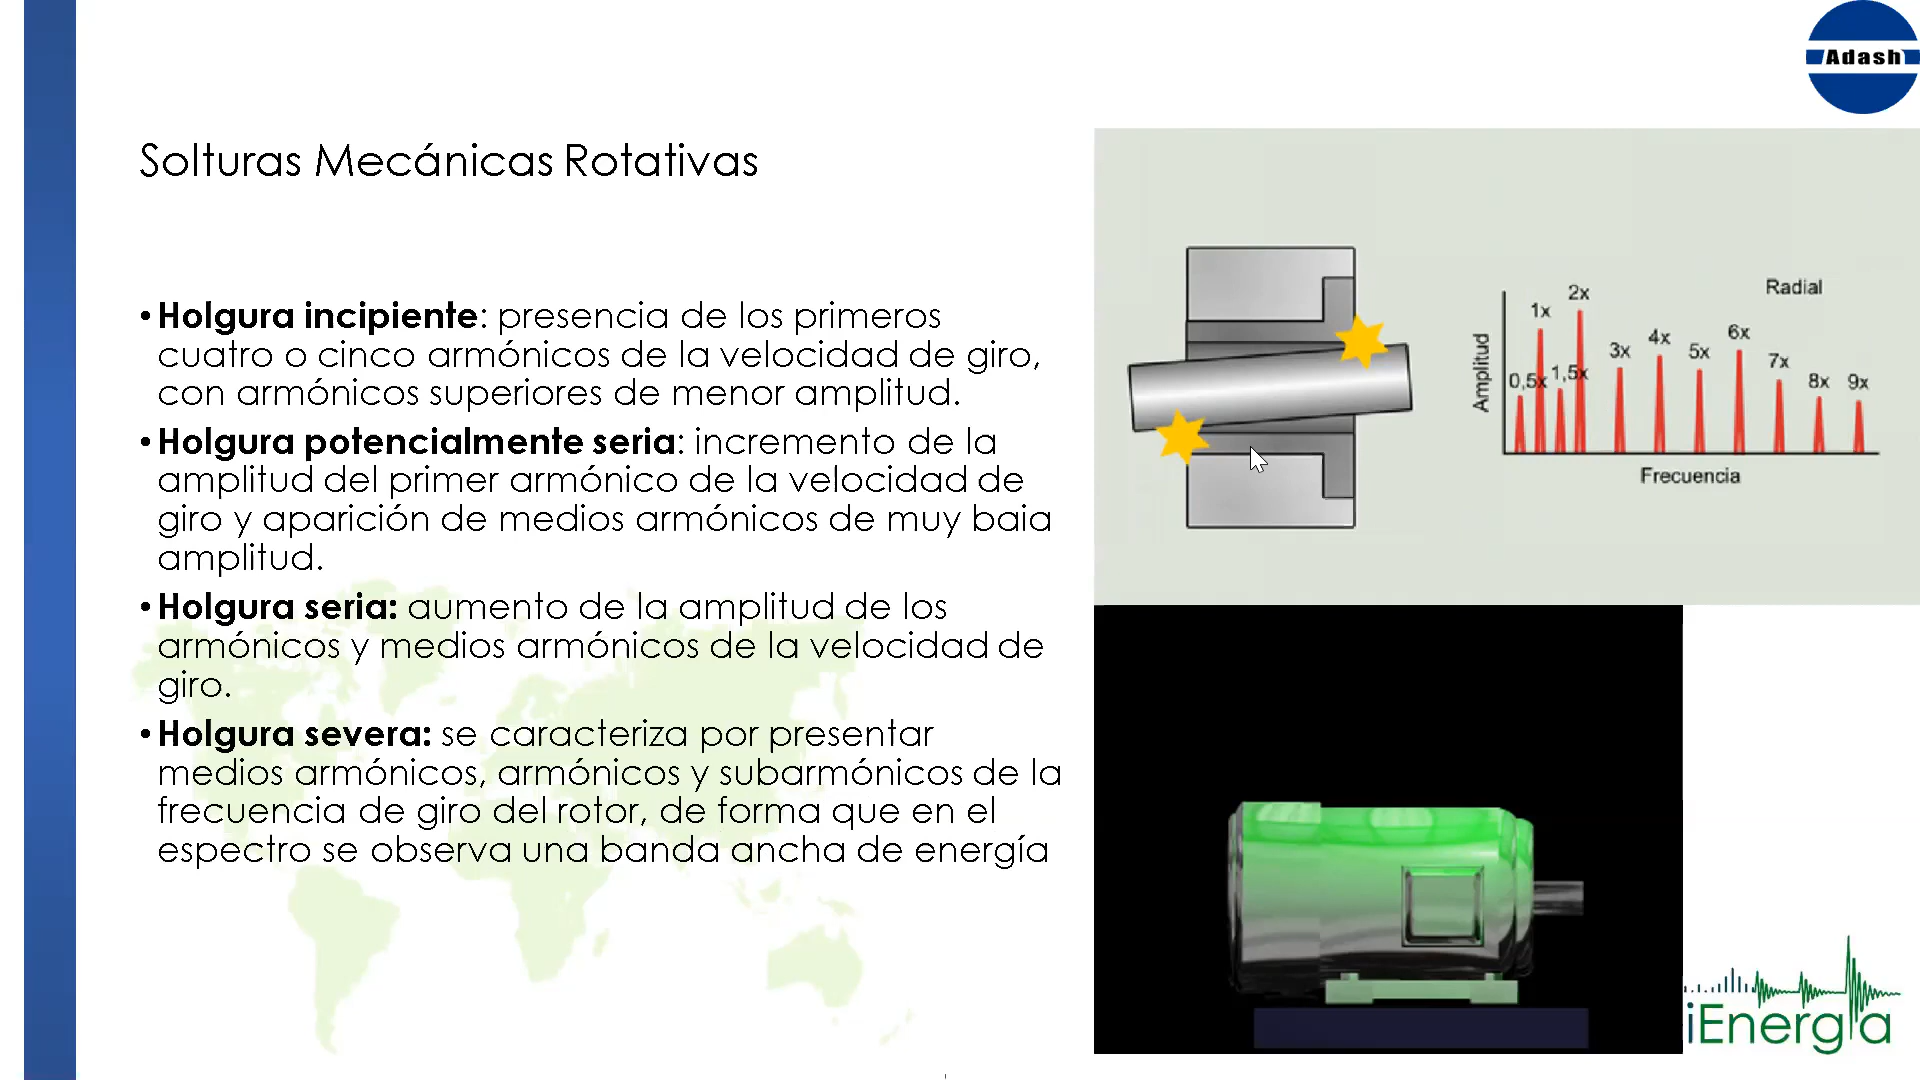 Adash
Solturas Mecánicas Rotativas
• Holgura incipiente: presencia de los primeros
cuatro o cinco armónicos de la velocidad de giro,
con armónicos superiores de menor amplitud.
• Holgura potencialmente seria: incremento de la
amplitud del primer armónico de la velocidad de
giro y aparición de medios armónicos de muy baia
amplitud.
• Holgura seria: aumento de la amplitud de los
armónicos y medios armónicos de la velocidad de
giro.
• Holgura severa: se caracteriza por presentar
medios armónicos, armónicos y subarmónicos de la
frecuencia de giro del rotor, de forma que en el
espectro se observa una banda ancha de energía
Radial
Amplitud
0,5x
1x
1,5x
2x
3x
4x
5x
6x
7x
8x
9x
Frecuencia
iEnergía